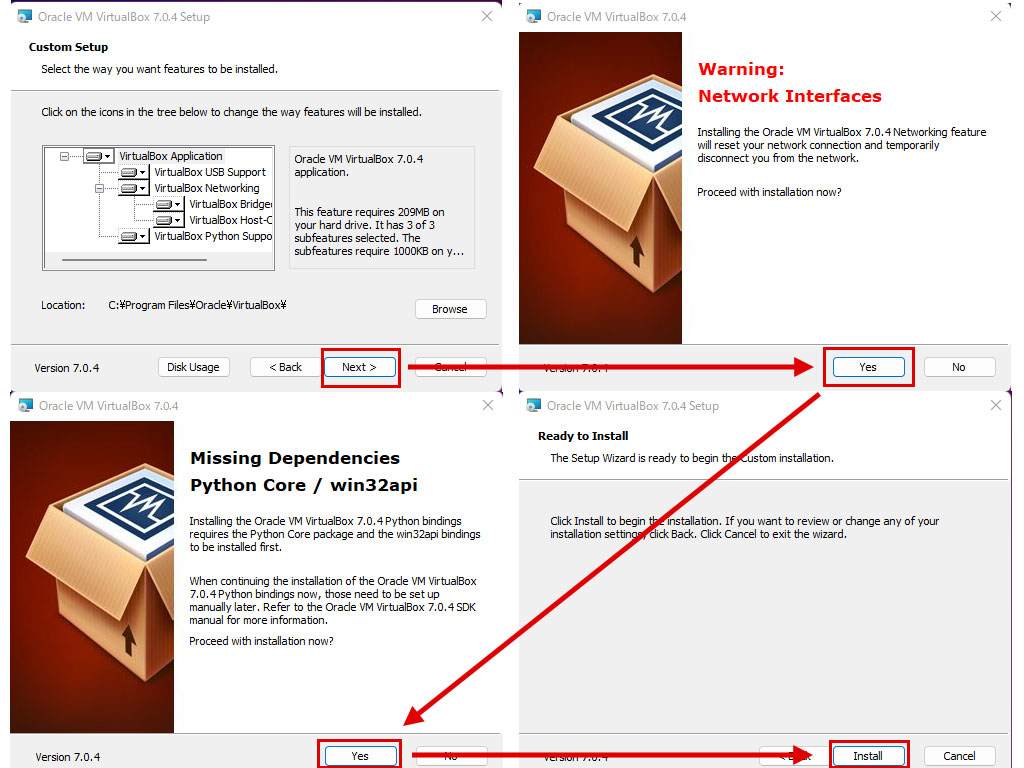 Oracle VM VirtualBox 7.0.4 Setup
Custom Setup
Select the way you want features to be installed.
Click on the icons in the tree below to change the way features will be installed.
VirtualBox Application
VirtualBox USB Support
VirtualBox Networking
VirtualBox Bridge
VirtualBox Host-C
VirtualBox Python Suppo
Oracle VM VirtualBox 7.0.4
application.
This feature requires 209MB on
your hard drive. It has 3 of 3
subfeatures selected. The
subfeatures require 1000KB on y...
Location: C:¥Program Files¥Oracle¥VirtualBox¥
Browse
Version 7.0.4
Disk Usage
< Back
Next >
Cancel
Oracle VM VirtualBox 7.0.4
Warning:
Network Interfaces
Installing the Oracle VM VirtualBox 7.0.4 Networking feature
will reset your network connection and temporarily
disconnect you from the network.
Proceed with installation now?
Version 7.0.4
Yes
No
Oracle VM VirtualBox 7.0.4
Missing Dependencies
Python Core / win32api
Installing the Oracle VM VirtualBox 7.0.4 Python bindings
requires the Python Core package and the win32api bindings
to be installed first.
When continuing the installation of the Oracle VM VirtualBox
7.0.4 Python bindings now, those need to be set up
manually later. Refer to the Oracle VM VirtualBox 7.0.4 SDK
manual for more information.
Proceed with installation now?
Version 7.0.4
Yes
No
Oracle VM VirtualBox 7.0.4 Setup
Ready to Install
The Setup Wizard is ready to begin the Custom installation.
Click Install to begin the installation. If you want to review or change any of your
installation settings, click Back. Click Cancel to exit the wizard.
Version 7.0.4
< Back
Install
Cancel